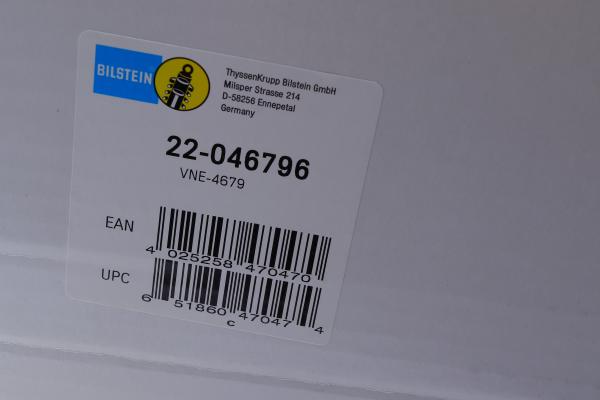 BILSTEIN
ThyssenKrupp Bilstein GmbH
Milsper Strasse 214
D-58256 Ennepetal
Germany
22-046796
VNE-4679
EAN
4 025258 470470
UPC
6 51860 47047 4
c